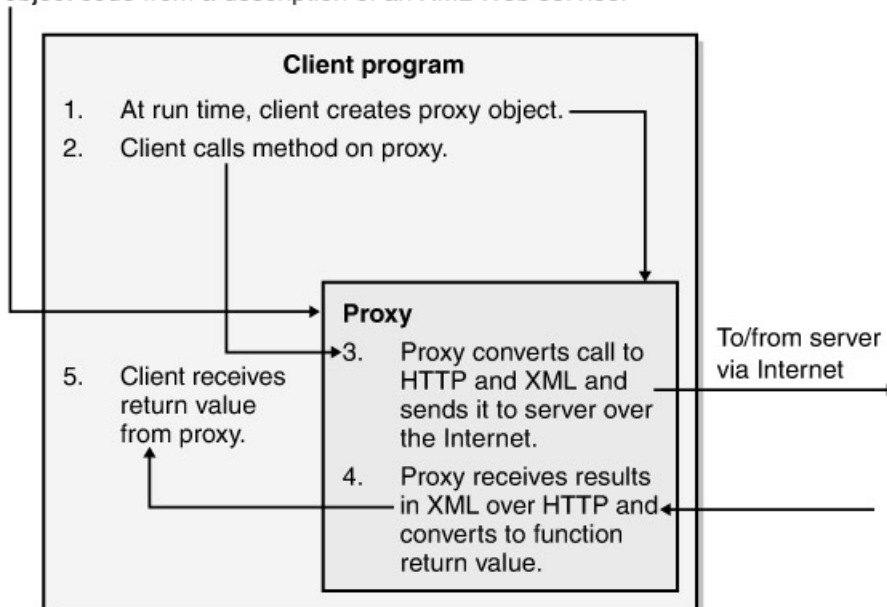 Client program
1. At run time, client creates proxy object.
2. Client calls method on proxy.
Proxy
3. Proxy converts call to
HTTP and XML and
sends it to server over
the Internet.
4. Proxy receives results
in XML over HTTP and
converts to function
return value.
5. Client receives
return value
from proxy.
To/from server
via Internet